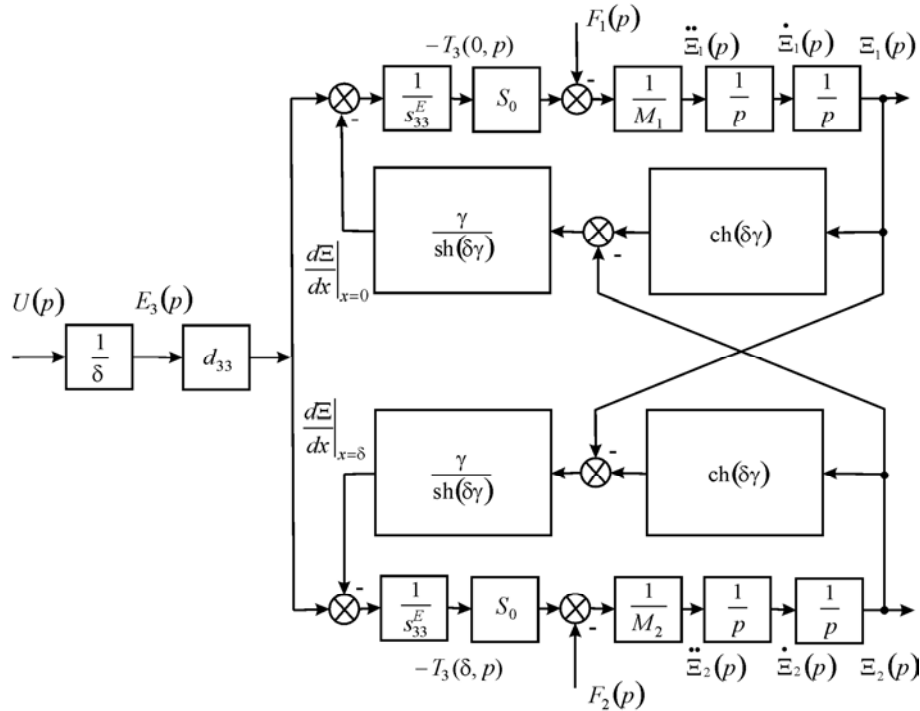 −T₃(0, p)
F₁(p)
Ξ̈₁(p)
Ξ̇₁(p)
Ξ₁(p)
-
-
1/s₃₃ᴱ
S₀
1/M₁
1/p
1/p
γ/sh(δγ)
-
ch(δγ)
dΞ/dx|ₓ₌₀
U(p)
E₃(p)
1/δ
d₃₃
dΞ/dx|ₓ₌δ
-
γ/sh(δγ)
ch(δγ)
-
-
1/s₃₃ᴱ
S₀
1/M₂
1/p
1/p
−T₃(δ, p)
F₂(p)
Ξ̈₂(p)
Ξ̇₂(p)
Ξ₂(p)